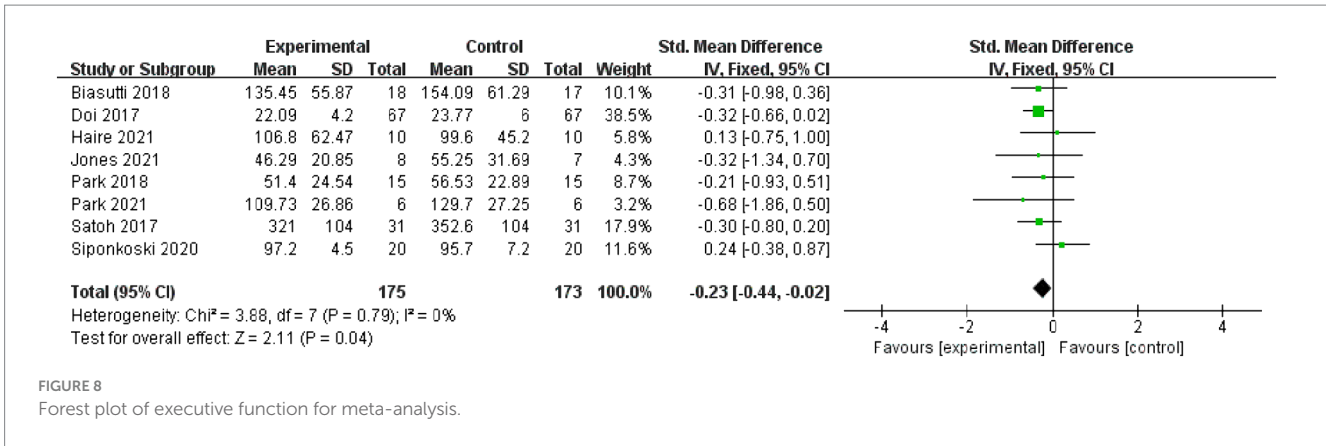 Experimental Control Std. Mean Difference Std. Mean Difference
Study or Subgroup Mean SD Total Mean SD Total Weight IV, Fixed, 95% CI IV, Fixed, 95% CI
Biasutti 2018 135.45 55.87 18 154.09 61.29 17 10.1% -0.31 [-0.98, 0.36]
Doi 2017 22.09 4.2 67 23.77 6 67 38.5% -0.32 [-0.66, 0.02]
Haire 2021 106.8 62.47 10 99.6 45.2 10 5.8% 0.13 [-0.75, 1.00]
Jones 2021 46.29 20.85 8 55.25 31.69 7 4.3% -0.32 [-1.34, 0.70]
Park 2018 51.4 24.54 15 56.53 22.89 15 8.7% -0.21 [-0.93, 0.51]
Park 2021 109.73 26.86 6 129.7 27.25 6 3.2% -0.68 [-1.86, 0.50]
Satoh 2017 321 104 31 352.6 104 31 17.9% -0.30 [-0.80, 0.20]
Siponkoski 2020 97.2 4.5 20 95.7 7.2 20 11.6% 0.24 [-0.38, 0.87]
Total (95% CI) 175 173 100.0% -0.23 [-0.44, -0.02]
Heterogeneity: Chi² = 3.88, df = 7 (P = 0.79); I² = 0%
Test for overall effect: Z = 2.11 (P = 0.04)
-4 -2 0 2 4
Favours [experimental] Favours [control]
FIGURE 8
Forest plot of executive function for meta-analysis.